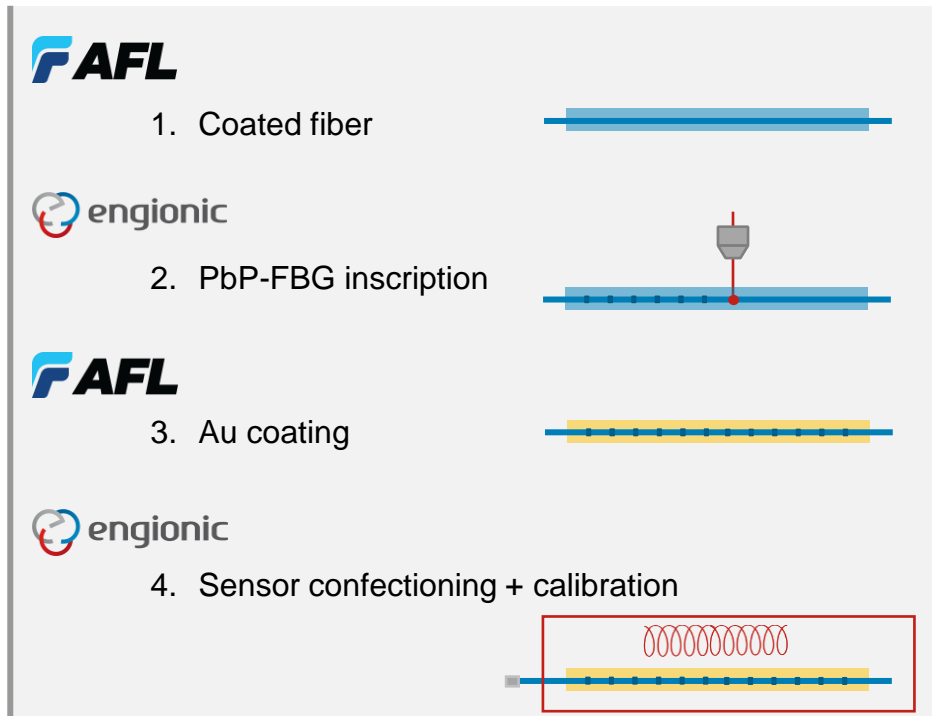 AFL
1. Coated fiber
engionic
2. PbP-FBG inscription
AFL
3. Au coating
engionic
4. Sensor confectioning + calibration